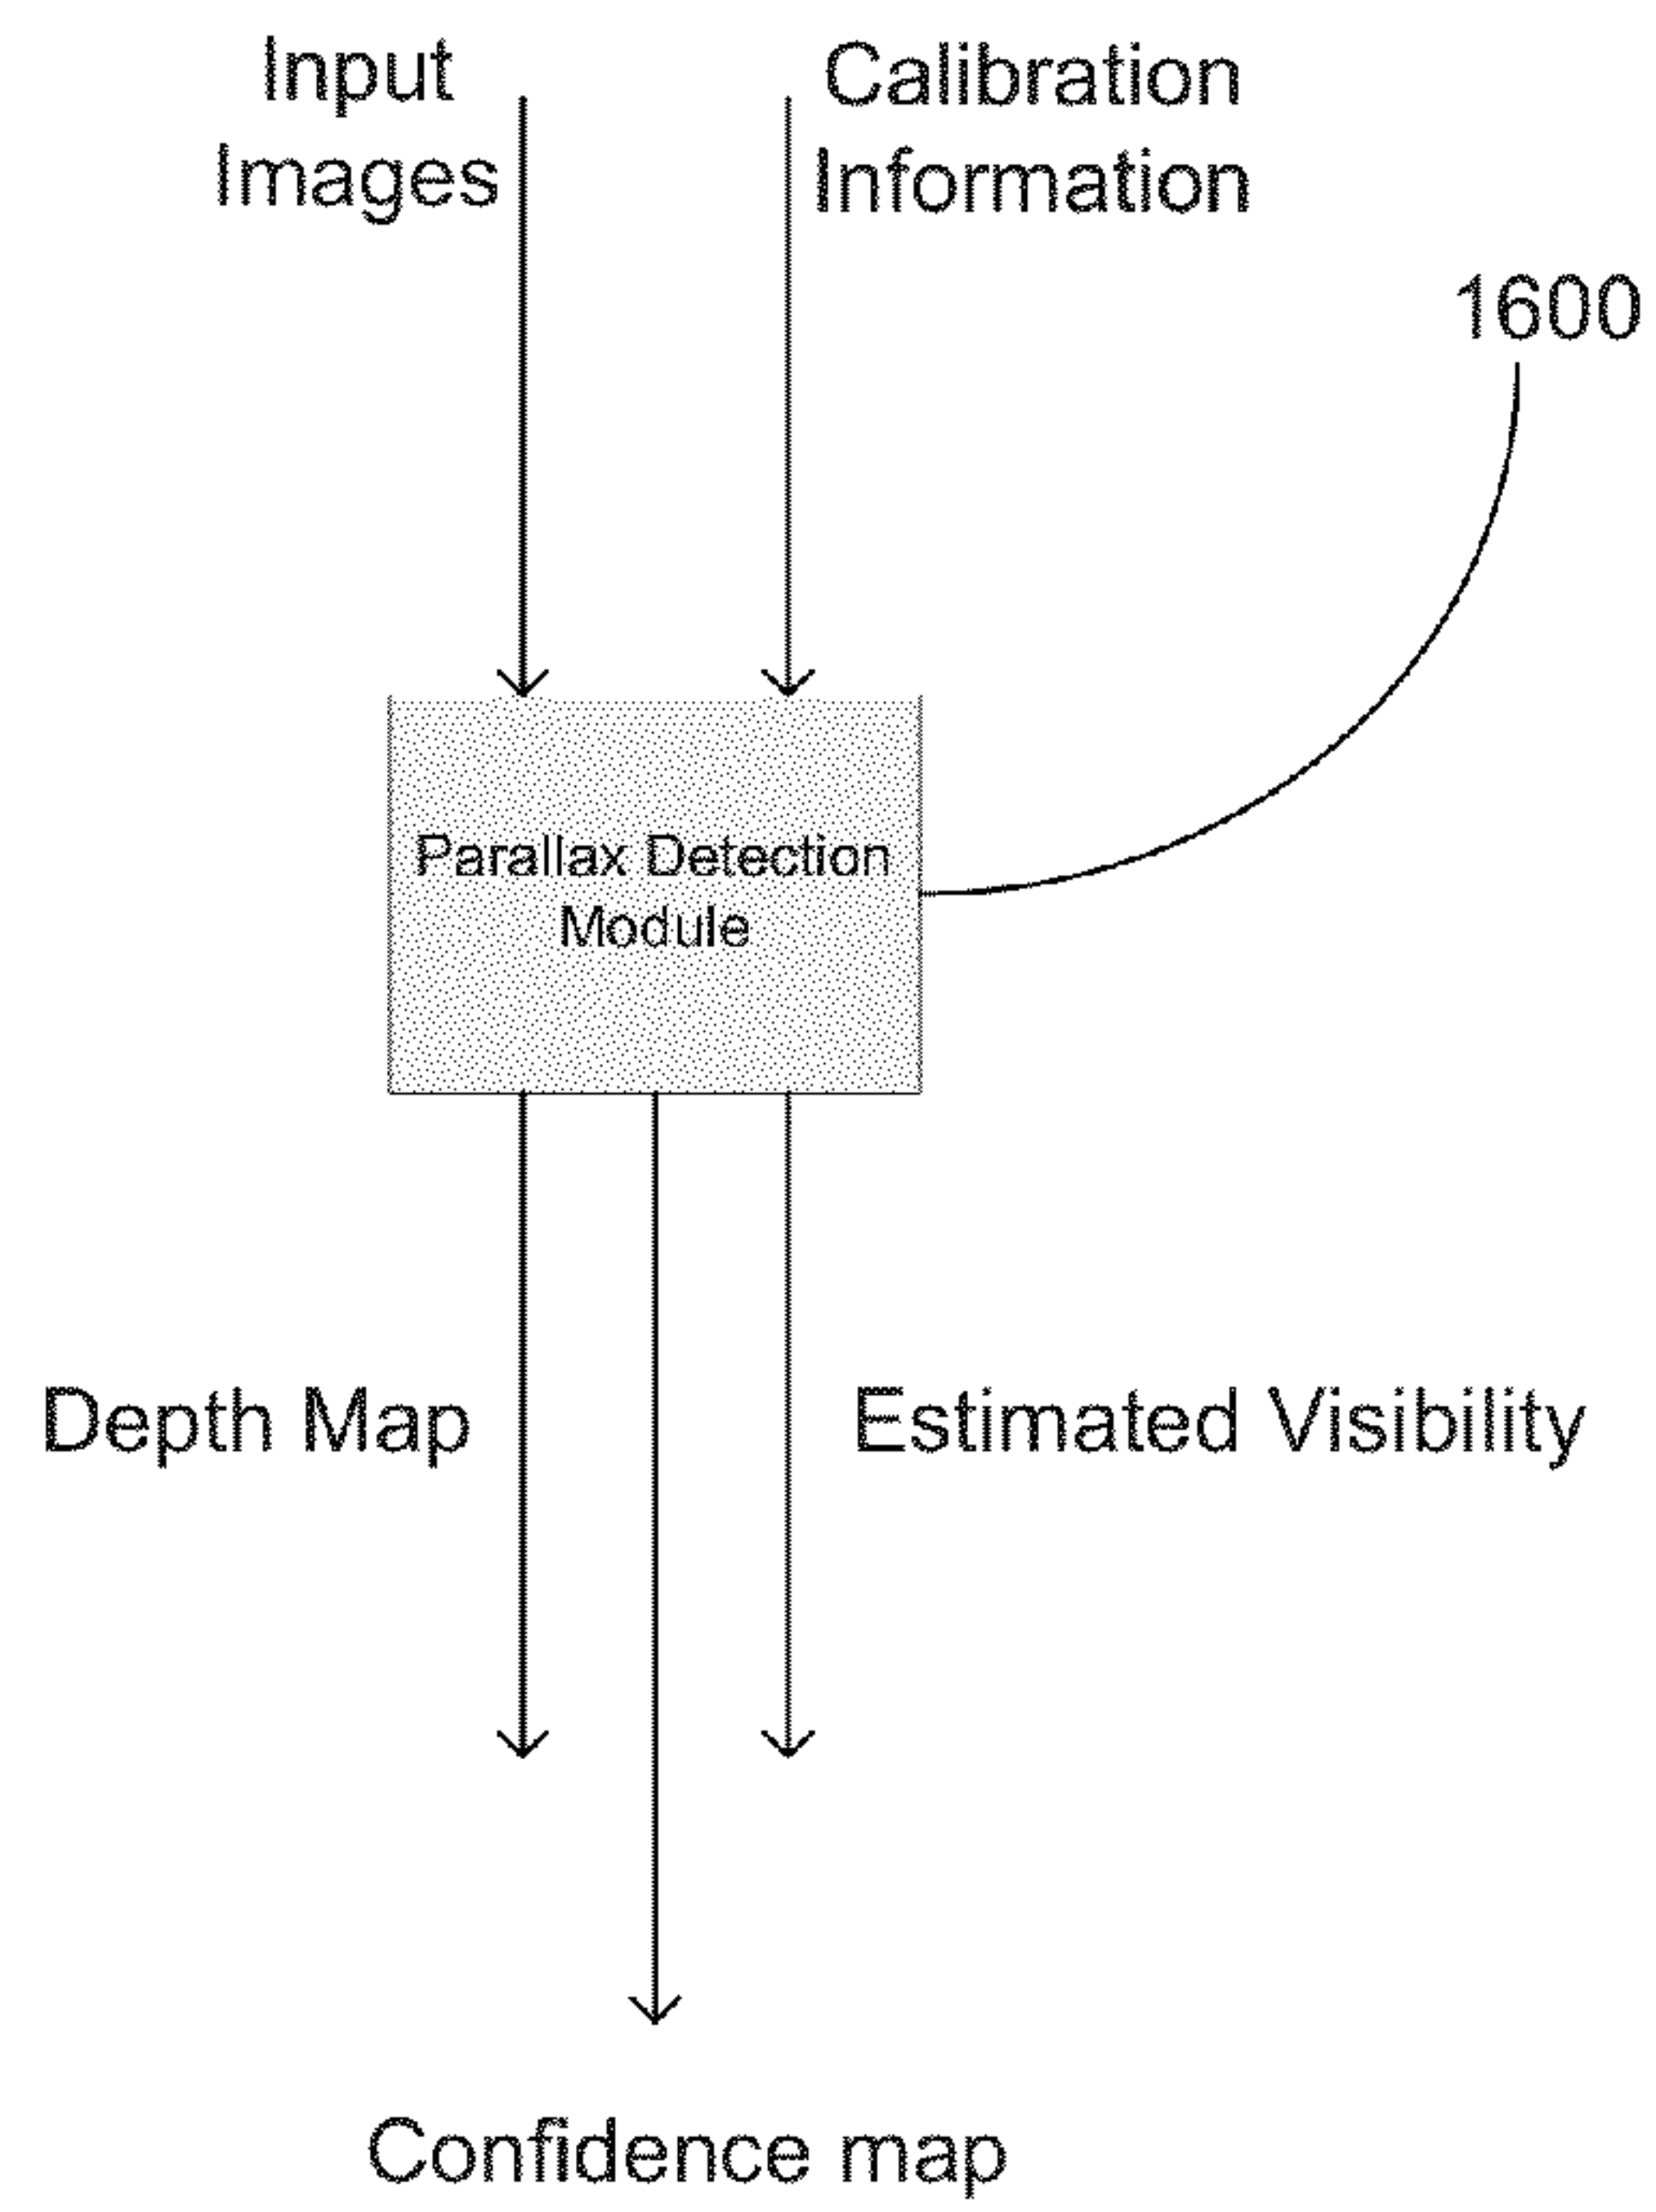 Input
Images
Calibration
Information
1600
Parallax Detection
Module
Depth Map
Estimated Visibility
Confidence map